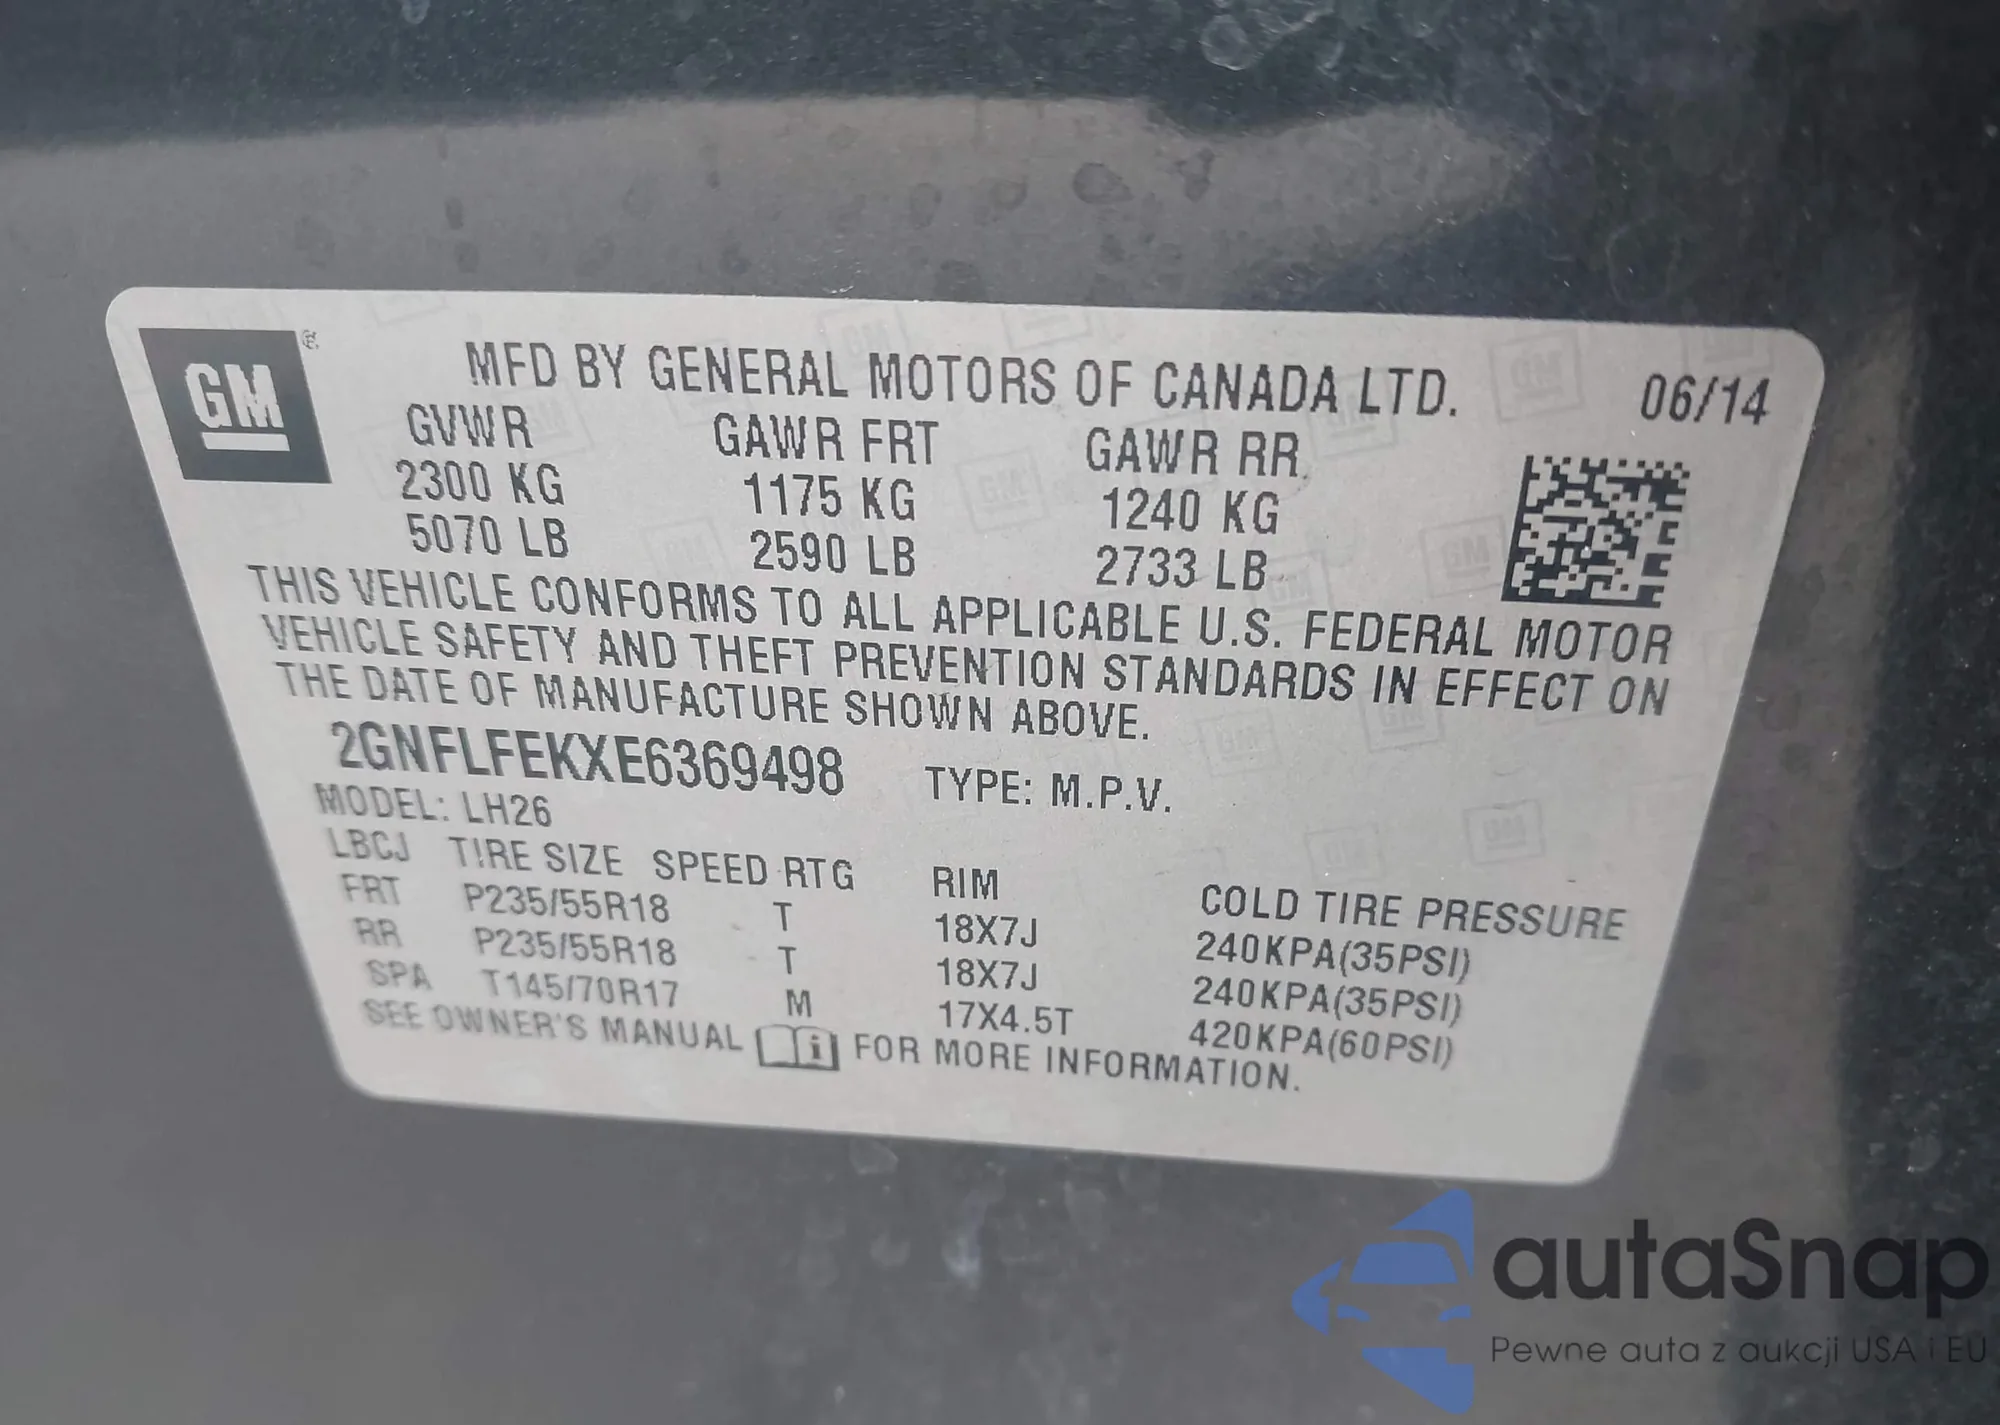 GM®
MFD BY GENERAL MOTORS OF CANADA LTD. 06/14
GVWR GAWR FRT GAWR RR
2300 KG 1175 KG 1240 KG
5070 LB 2590 LB 2733 LB
THIS VEHICLE CONFORMS TO ALL APPLICABLE U.S. FEDERAL MOTOR
VEHICLE SAFETY AND THEFT PREVENTION STANDARDS IN EFFECT ON
THE DATE OF MANUFACTURE SHOWN ABOVE.
2GNFLFEKXE6369498 TYPE: M.P.V.
MODEL: LH26
LBCJ TIRE SIZE SPEED RTG RIM COLD TIRE PRESSURE
FRT P235/55R18 T 18X7J 240KPA(35PSI)
RR P235/55R18 T 18X7J 240KPA(35PSI)
SPA T145/70R17 M 17X4.5T 420KPA(60PSI)
SEE OWNER'S MANUAL i FOR MORE INFORMATION.
autaSnap
Pewne auta z aukcji USA i EU